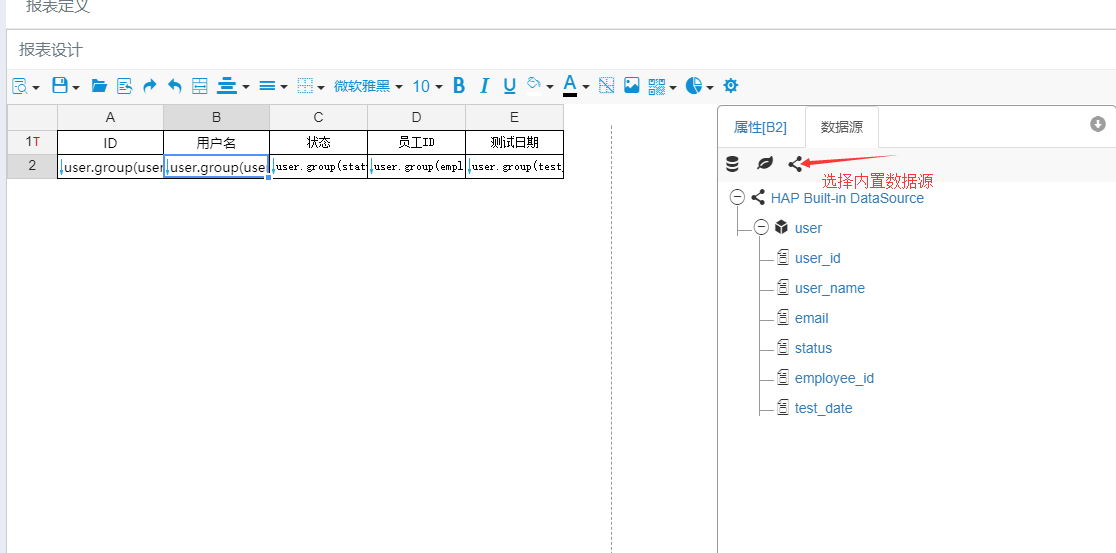 报表定义
报表设计
微软雅黑 10 B I U A
A B C D E
1T ID 用户名 状态 员工ID 测试日期
2 user.group(user user.group(use user.group(stat user.group(empl user.group(test
属性[B2] 数据源
选择内置数据源
HAP Built-in DataSource
user
user_id
user_name
email
status
employee_id
test_date